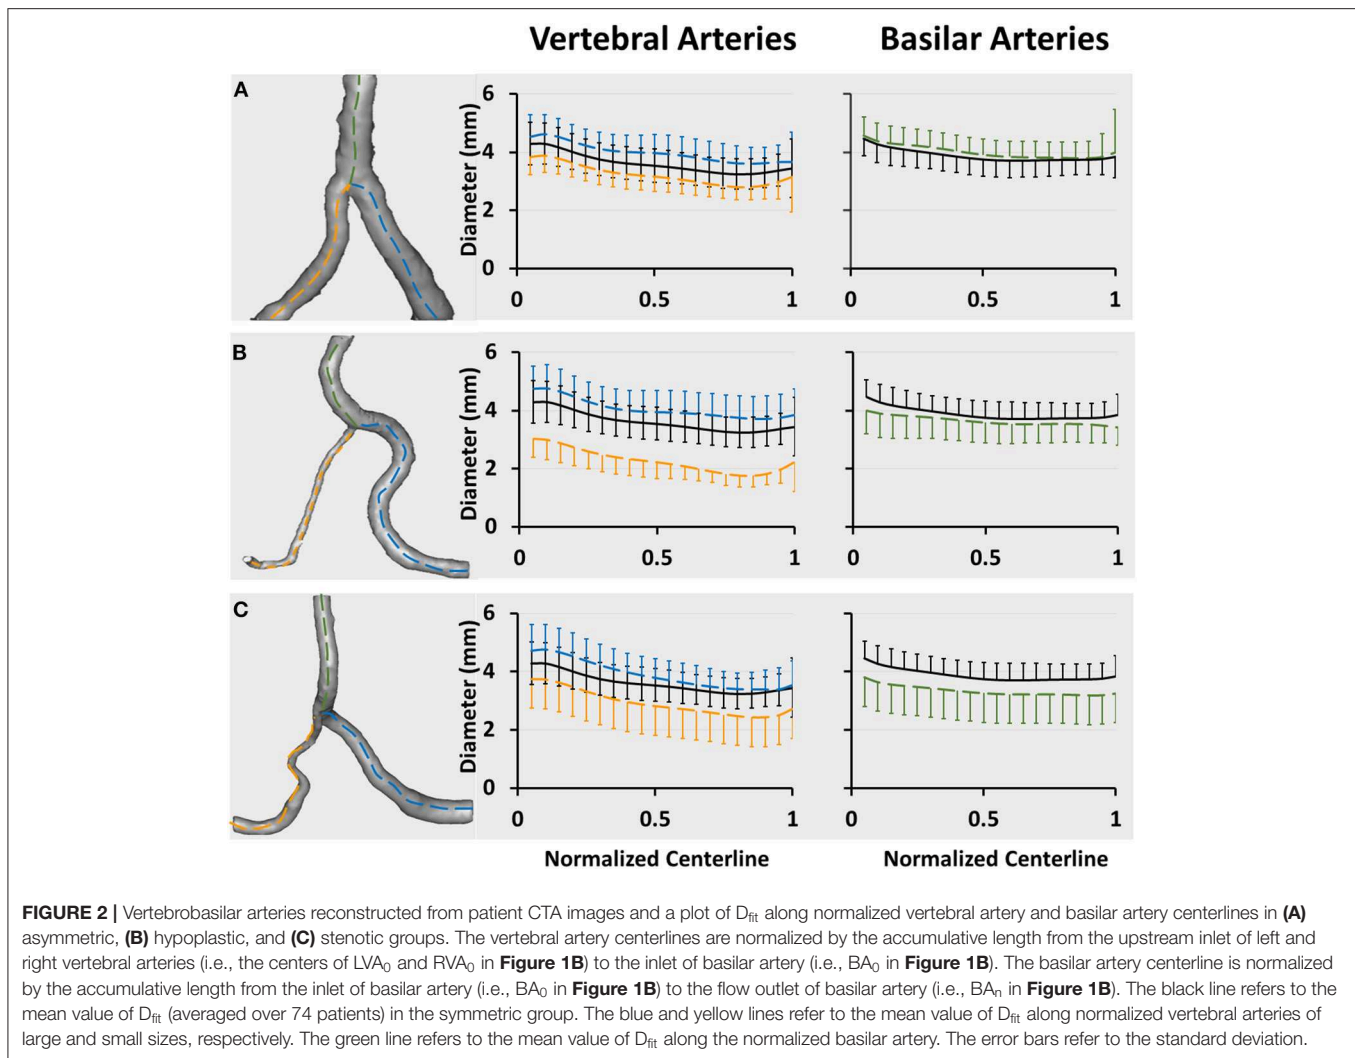 Vertebral Arteries Basilar Arteries
A
6
4
2
0
Diameter (mm)
0 0.5 1
0 0.5 1
B
6
4
2
0
Diameter (mm)
0 0.5 1
0 0.5 1
C
6
4
2
0
Diameter (mm)
0 0.5 1
0 0.5 1
Normalized Centerline Normalized Centerline
FIGURE 2 | Vertebrobasilar arteries reconstructed from patient CTA images and a plot of Dfit along normalized vertebral artery and basilar artery centerlines in (A)
asymmetric, (B) hypoplastic, and (C) stenotic groups. The vertebral artery centerlines are normalized by the accumulative length from the upstream inlet of left and
right vertebral arteries (i.e., the centers of LVA0 and RVA0 in Figure 1B) to the inlet of basilar artery (i.e., BA0 in Figure 1B). The basilar artery centerline is normalized
by the accumulative length from the inlet of basilar artery (i.e., BA0 in Figure 1B) to the flow outlet of basilar artery (i.e., BAn in Figure 1B). The black line refers to the
mean value of Dfit (averaged over 74 patients) in the symmetric group. The blue and yellow lines refer to the mean value of Dfit along normalized vertebral arteries of
large and small sizes, respectively. The green line refers to the mean value of Dfit along the normalized basilar artery. The error bars refer to the standard deviation.